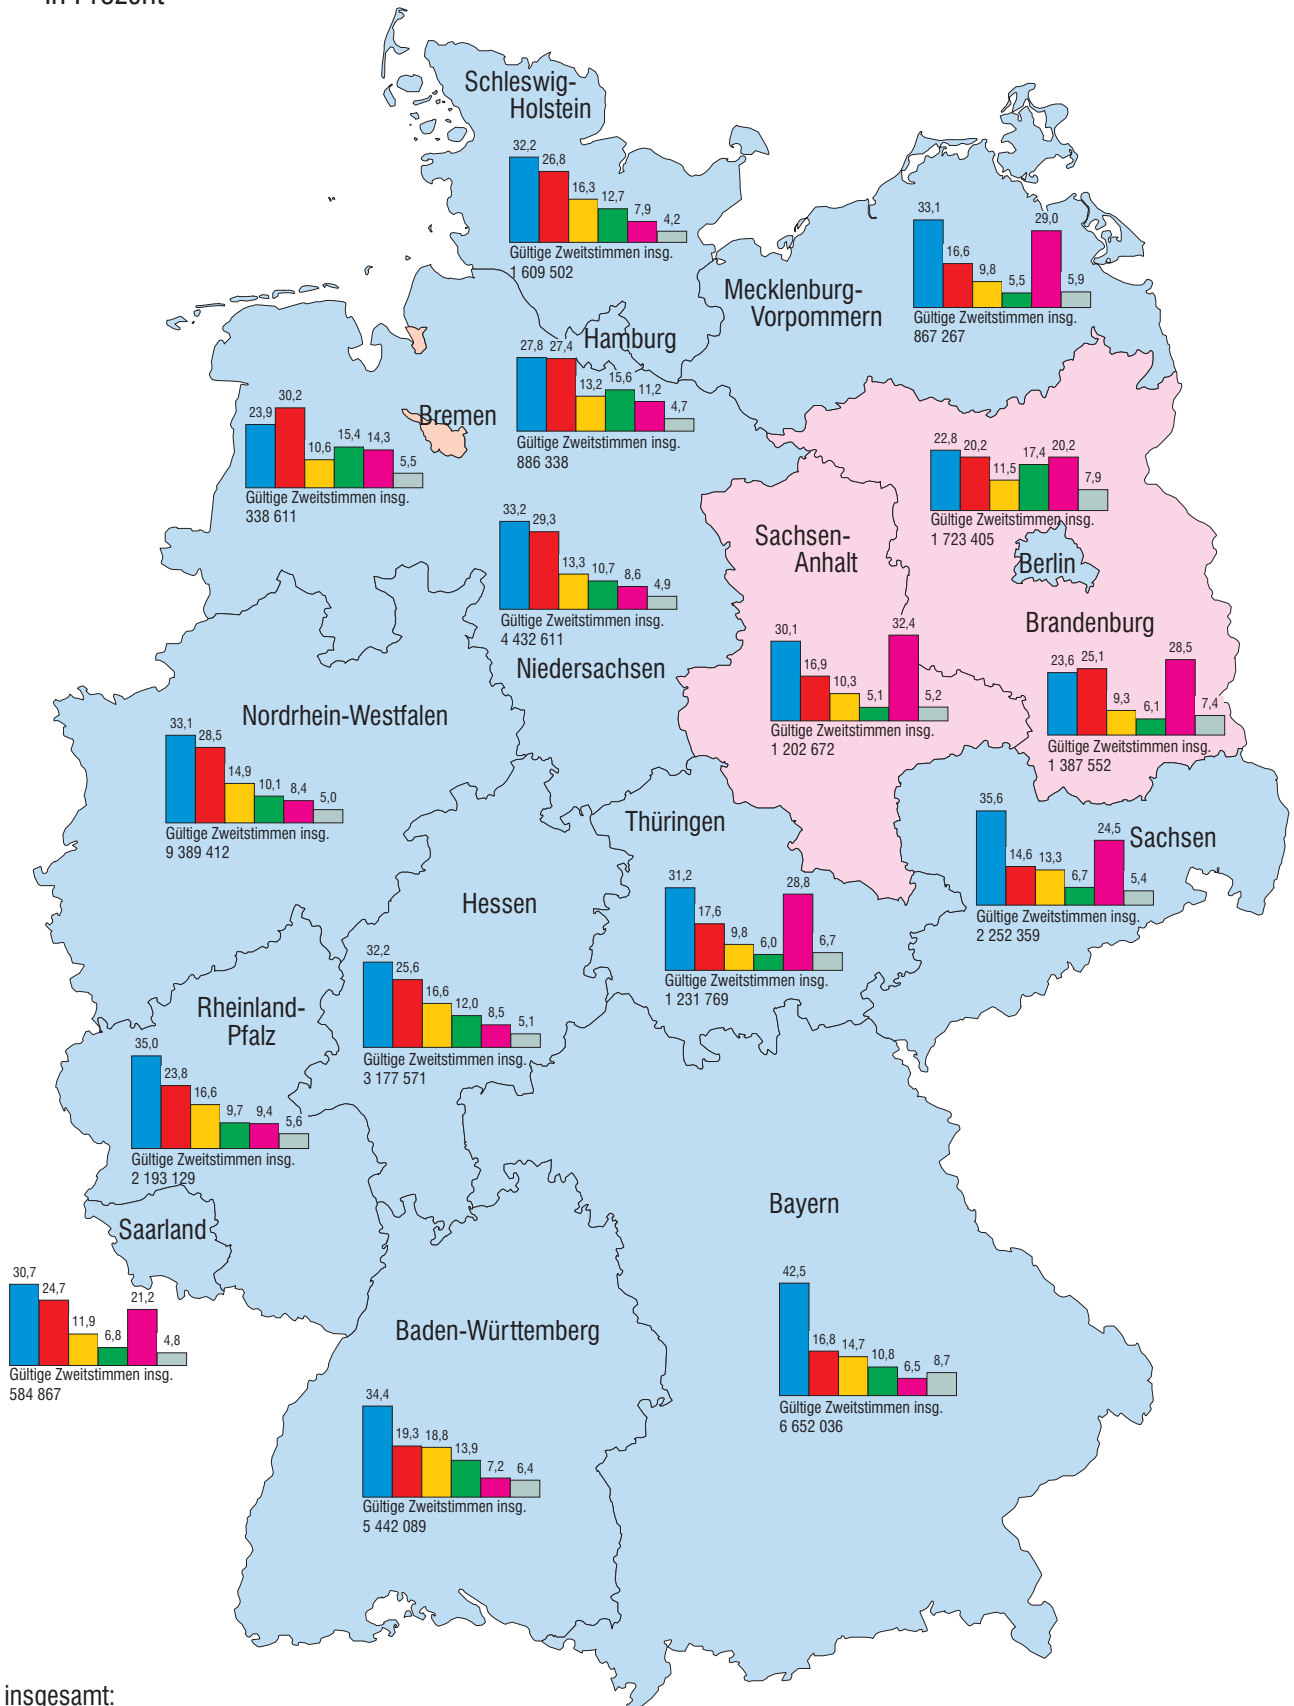 Schleswig-
Holstein
32,2
26,8
16,3
12,7
7,9
4,2
Gültige Zweitstimmen insg.
1 609 502
Mecklenburg-
Vorpommern
33,1
16,6
9,8
5,5
29,0
5,9
Gültige Zweitstimmen insg.
867 267
Hamburg
27,8
27,4
13,2
15,6
11,2
4,7
Gültige Zweitstimmen insg.
886 338
Bremen
23,9
30,2
10,6
15,4
14,3
5,5
Gültige Zweitstimmen insg.
338 611
22,8
20,2
11,5
17,4
20,2
7,9
Gültige Zweitstimmen insg.
1 723 405
Berlin
33,2
29,3
13,3
10,7
8,6
4,9
Gültige Zweitstimmen insg.
4 432 611
Niedersachsen
Sachsen-
Anhalt
30,1
16,9
10,3
5,1
32,4
5,2
Gültige Zweitstimmen insg.
1 202 672
Brandenburg
23,6
25,1
9,3
6,1
28,5
7,4
Gültige Zweitstimmen insg.
1 387 552
Nordrhein-Westfalen
33,1
28,5
14,9
10,1
8,4
5,0
Gültige Zweitstimmen insg.
9 389 412
Thüringen
31,2
17,6
9,8
6,0
28,8
6,7
Gültige Zweitstimmen insg.
1 231 769
Sachsen
35,6
14,6
13,3
6,7
24,5
5,4
Gültige Zweitstimmen insg.
2 252 359
Hessen
32,2
25,6
16,6
12,0
8,5
5,1
Gültige Zweitstimmen insg.
3 177 571
Rheinland-
Pfalz
35,0
23,8
16,6
9,7
9,4
5,6
Gültige Zweitstimmen insg.
2 193 129
Saarland
30,7
24,7
11,9
6,8
21,2
4,8
Gültige Zweitstimmen insg.
584 867
Bayern
42,5
16,8
14,7
10,8
6,5
8,7
Gültige Zweitstimmen insg.
6 652 036
Baden-Württemberg
34,4
19,3
18,8
13,9
7,2
6,4
Gültige Zweitstimmen insg.
5 442 089
insgesamt: